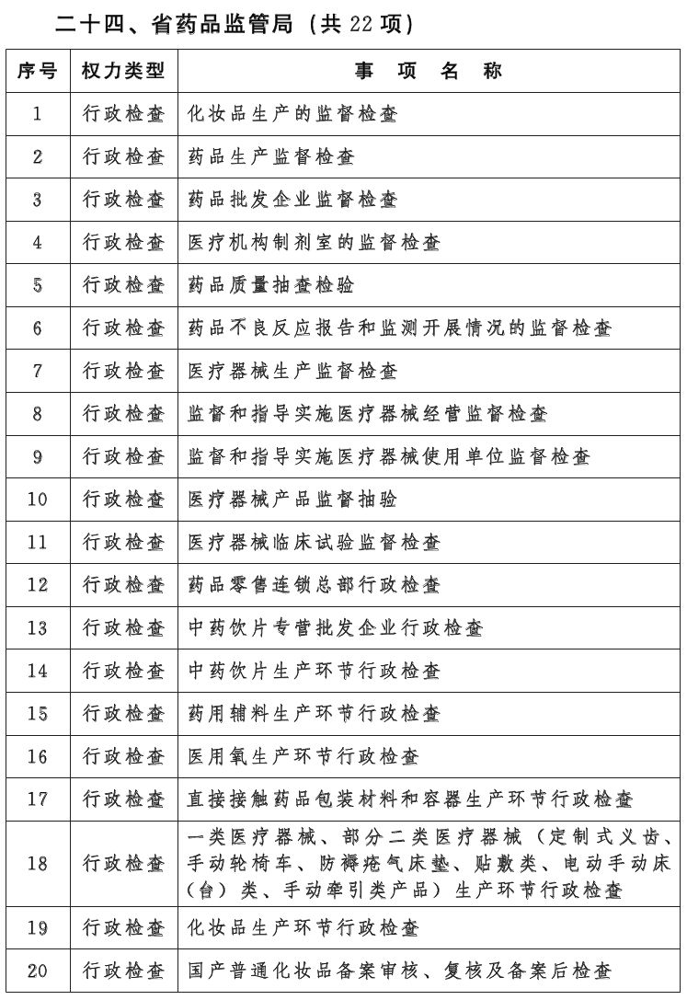 二十四、省药品监管局（共 22 项）
序号 权力类型 事 项 名 称
1 行政检查 化妆品生产的监督检查
2 行政检查 药品生产监督检查
3 行政检查 药品批发企业监督检查
4 行政检查 医疗机构制剂室的监督检查
5 行政检查 药品质量抽查检验
6 行政检查 药品不良反应报告和监测开展情况的监督检查
7 行政检查 医疗器械生产监督检查
8 行政检查 监督和指导实施医疗器械经营监督检查
9 行政检查 监督和指导实施医疗器械使用单位监督检查
10 行政检查 医疗器械产品监督抽验
11 行政检查 医疗器械临床试验监督检查
12 行政检查 药品零售连锁总部行政检查
13 行政检查 中药饮片专营批发企业行政检查
14 行政检查 中药饮片生产环节行政检查
15 行政检查 药用辅料生产环节行政检查
16 行政检查 医用氧生产环节行政检查
17 行政检查 直接接触药品包装材料和容器生产环节行政检查
18 行政检查 一类医疗器械、部分二类医疗器械（定制式义齿、
手动轮椅车、防褥疮气床垫、贴敷类、电动手动床
（台）类、手动牵引类产品）生产环节行政检查
19 行政检查 化妆品生产环节行政检查
20 行政检查 国产普通化妆品备案审核、复核及备案后检查